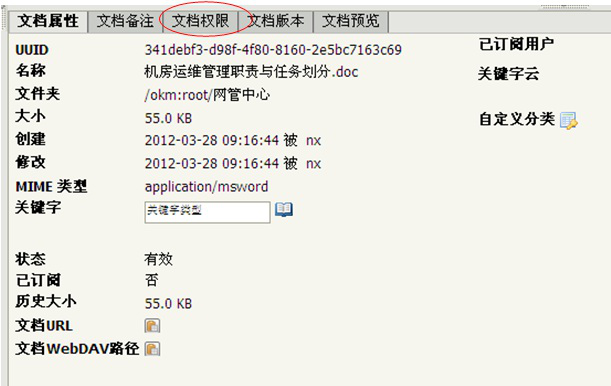 文档属性 文档备注 文档权限 文档版本 文档预览
UUID 341debf3-d98f-4f80-8160-2e5bc7163c69 已订阅用户
名称 机房运维管理职责与任务划分.doc 关键字云
文件夹 /okm:root/网管中心
大小 55.0 KB 自定义分类
创建 2012-03-28 09:16:44 被 nx
修改 2012-03-28 09:16:44 被 nx
MIME 类型 application/msword
关键字 关键字类型
状态 有效
已订阅 否
历史大小 55.0 KB
文档URL
文档WebDAV路径